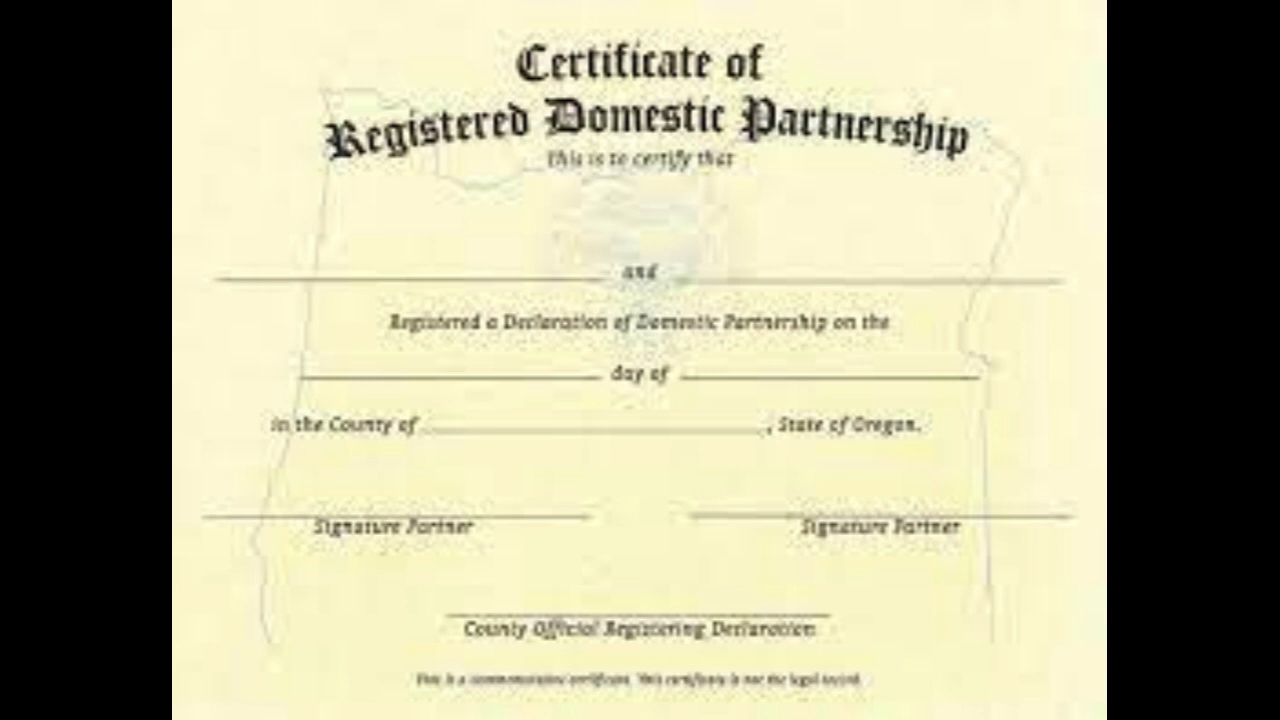 Certificate of
Registered Domestic Partnership
this is to certify that
and
Registered a Declaration of Domestic Partnership on the
day of
in the County of , State of Oregon.
Signature Partner Signature Partner
County Official Registering Declaration
This is a commemorative certificate. This certificate is not the legal record.